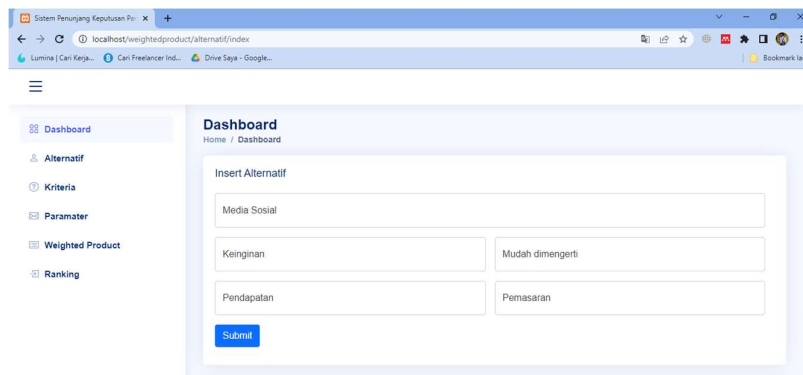 Sistem Penunjang Keputusan Pa
localhost/weightedproduct/alternatif/index
Lumina | Cari Kerja... Cari Freelancer Ind... Drive Saya - Google... Bookmark la
Dashboard
Alternatif
Kriteria
Paramater
Weighted Product
Ranking
Dashboard
Home / Dashboard
Insert Alternatif
Media Sosial
Keinginan Mudah dimengerti
Pendapatan Pemasaran
Submit